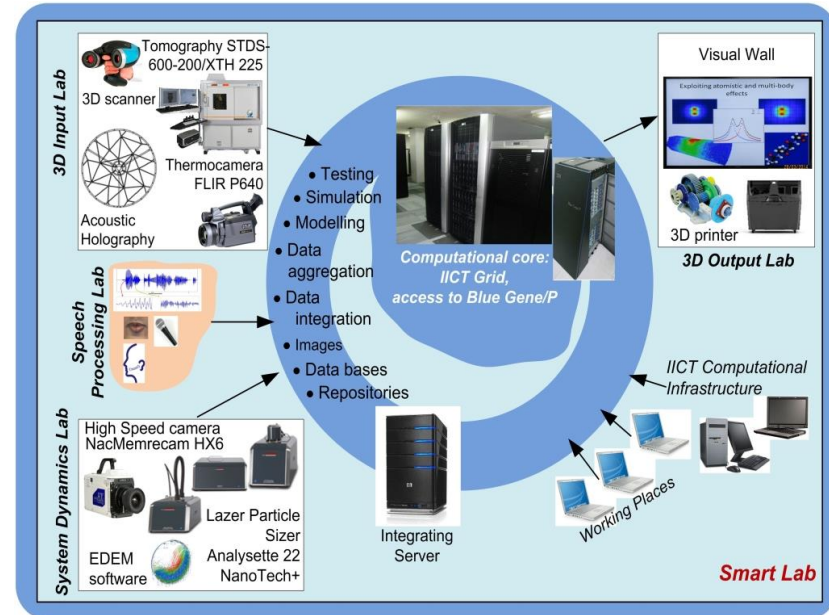 3D Input Lab
Tomography STDS-
600-200/XTH 225
3D scanner
Thermocamera
FLIR P640
Acoustic
Holography
Speech
Processing Lab
System Dynamics Lab
High Speed camera
NacMemrecam HX6
Lazer Particle
Sizer
Analysette 22
NanoTech+
EDEM
software
• Testing
• Simulation
• Modelling
• Data
aggregation
• Data
integration
• Images
• Data bases
• Repositories
Computational core:
IICT Grid,
access to Blue Gene/P
Integrating
Server
Visual Wall
Exploiting atomistic and multi-body
effects
3D printer
3D Output Lab
IICT Computational
Infrastructure
Working Places
Smart Lab